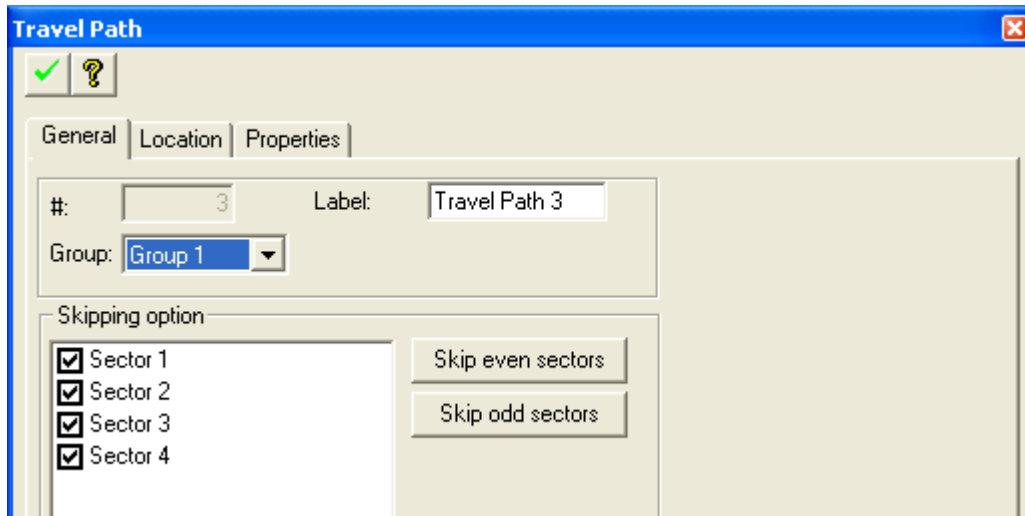 Travel Path
General Location Properties
#: 3 Label: Travel Path 3
Group: Group 1
Skipping option
Sector 1 Skip even sectors
Sector 2
Sector 3 Skip odd sectors
Sector 4